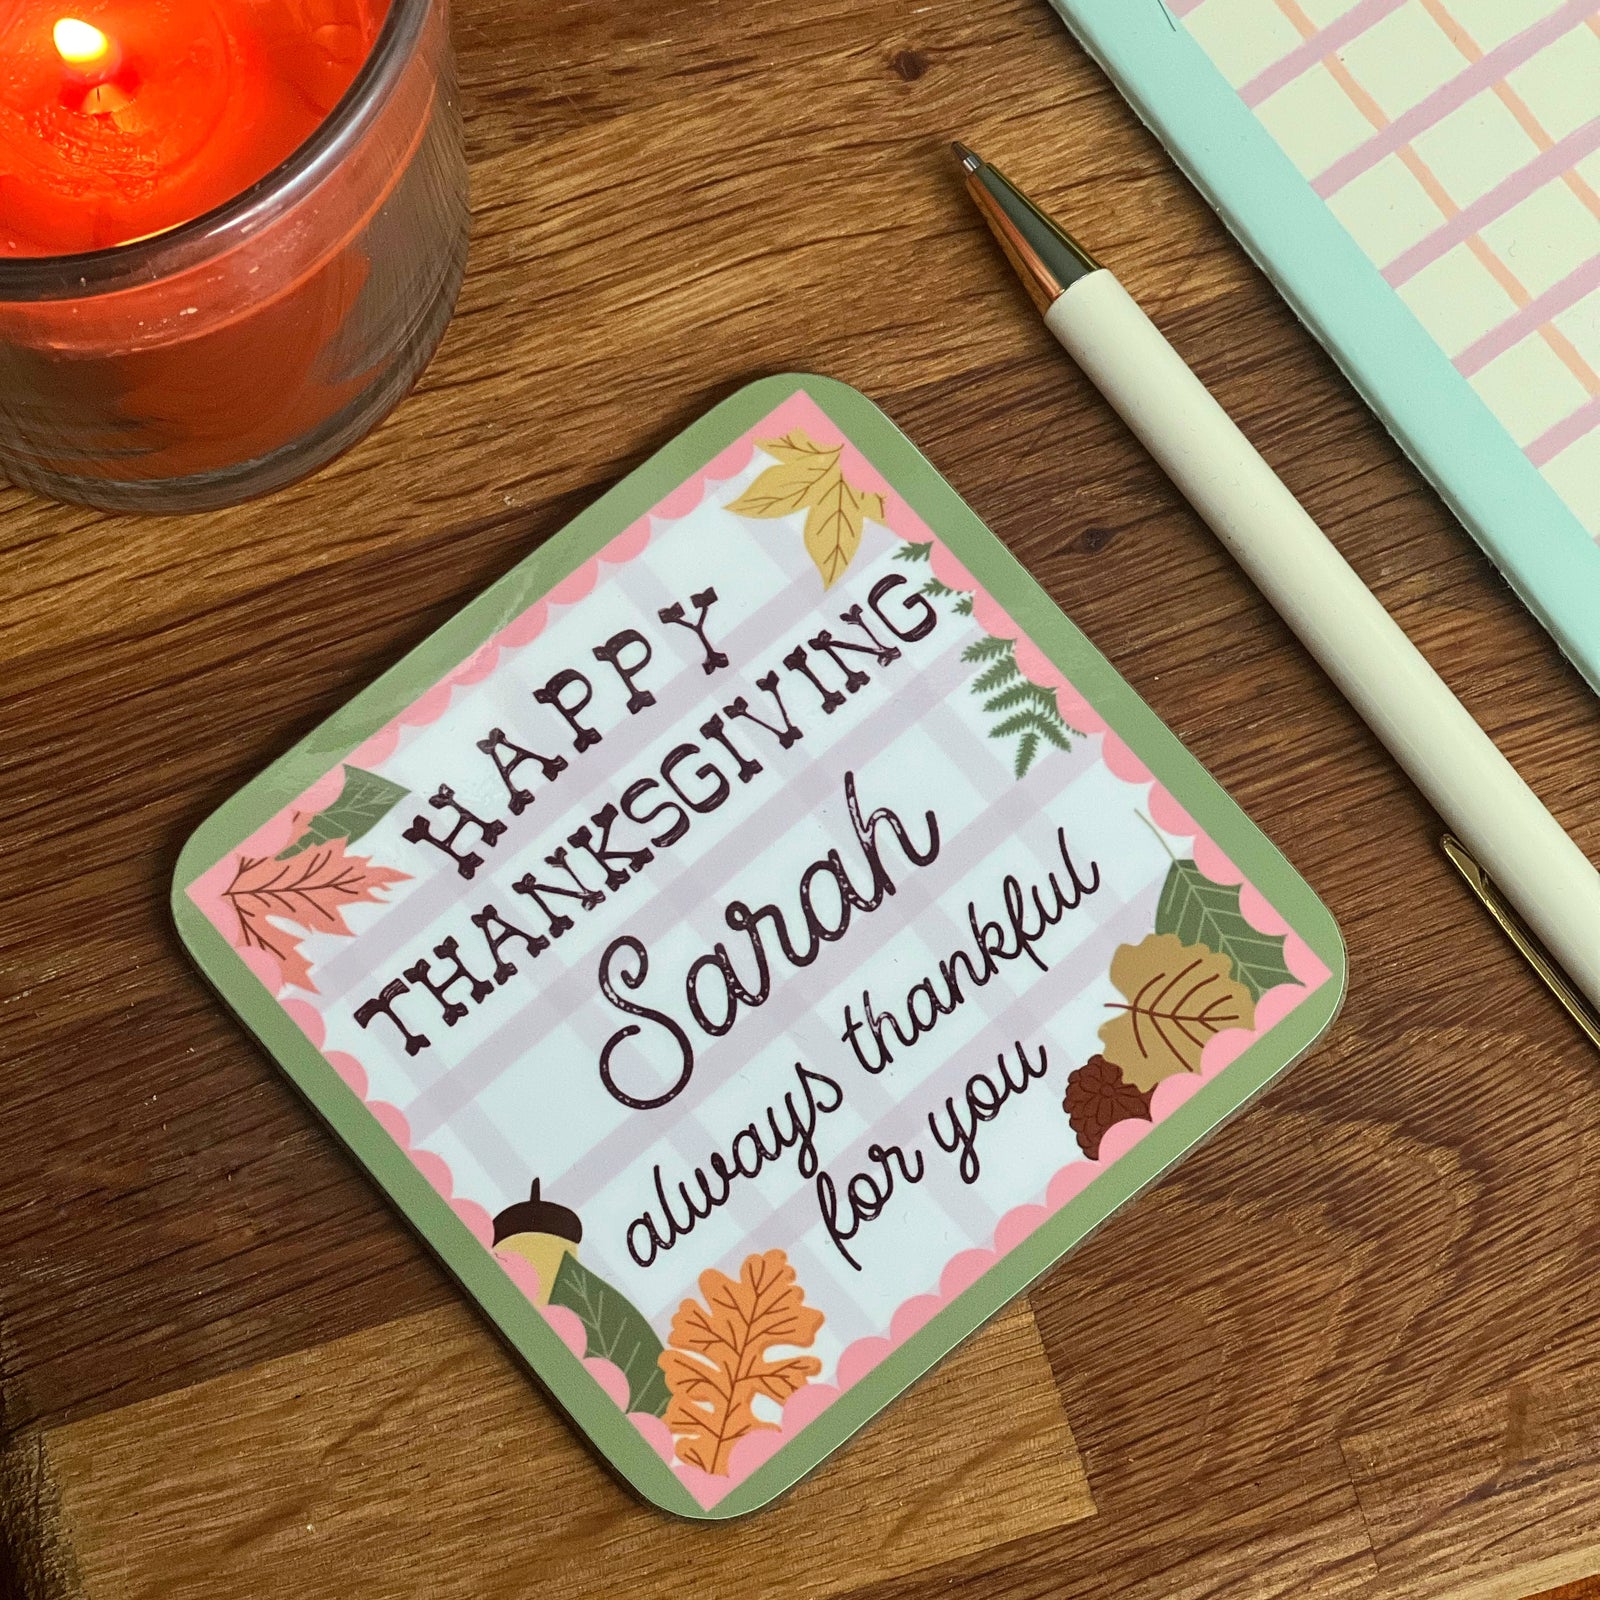 HAPPY
THANKSGIVING
Sarah
always thankful
for you